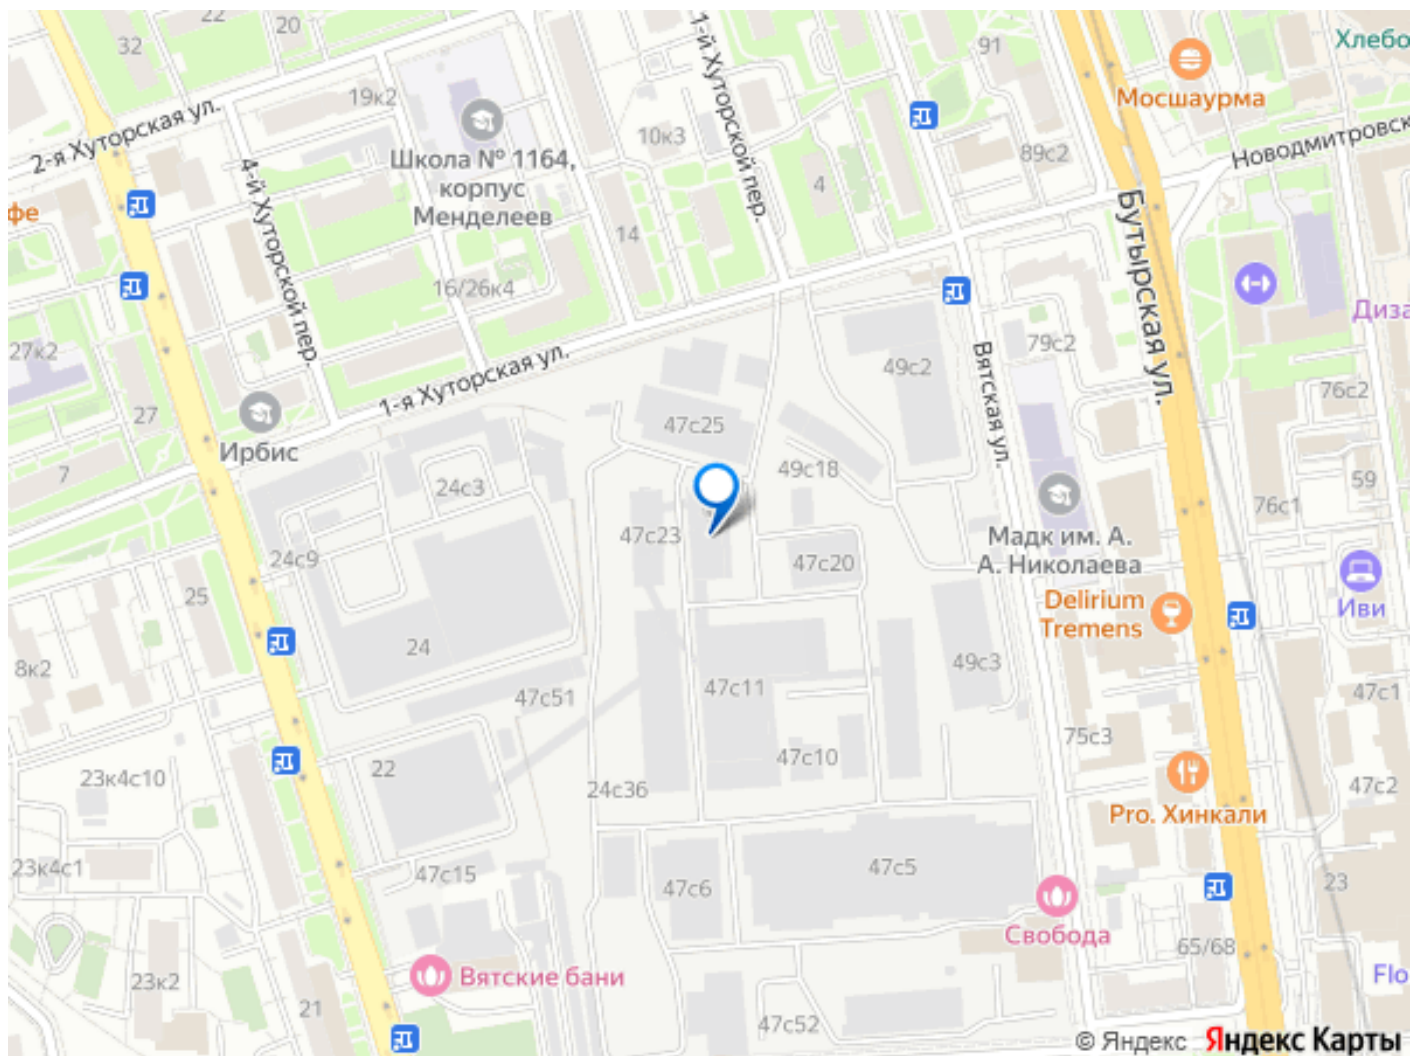 32
22
20
1-й Хуторской пер.
91
Хлебо
Мосшаурма
2-я Хуторская ул.
19к2
10к3
89с2
Новодмитровск
Школа № 1164,
корпус
Менделеев
4-й Хуторской пер.
4
Бутырская ул.
фе
14
16/26к4
Диза
27к2
79с2
49с2
Вятская ул.
1-я Хуторская ул.
76с2
27
47с25
Ирбис
7
24с3
49с18
59
76с1
47с23
Мадк им. А.
А. Николаева
24с9
47с20
25
Delirium
Tremens
Иви
24
8к2
49с3
47с11
47с1
47с51
75с3
47с10
22
23к4с10
24с36
47с2
Pro. Хинкали
23к4с1
47с15
47с5
47с6
23
Свобода
65/68
Вятские бани
23к2
Flo
21
47с52
© Яндекс Яндекс Карты